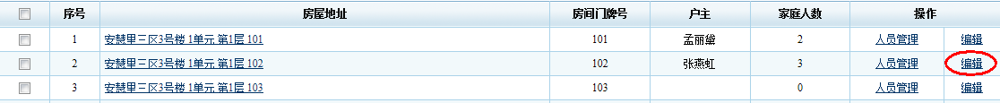 序号 房屋地址 房间门牌号 户主 家庭人数 操作
1 安慧里三区3号楼 1单元 第1层 101 101 孟丽黛 2 人员管理 编辑
2 安慧里三区3号楼 1单元 第1层 102 102 张燕虹 3 人员管理 编辑
3 安慧里三区3号楼 1单元 第1层 103 103 0 人员管理 编辑